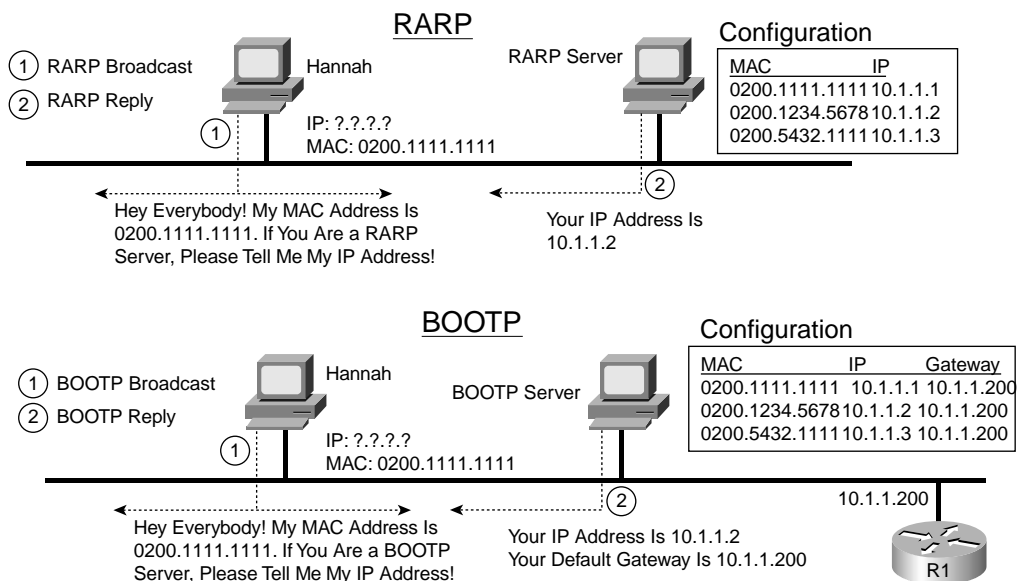 RARP
1 RARP Broadcast
2 RARP Reply
Hannah
RARP Server
Configuration
MAC IP
0200.1111.1111 10.1.1.1
0200.1234.5678 10.1.1.2
0200.5432.1111 10.1.1.3
1
IP: ?.?.?.?
MAC: 0200.1111.1111
2
Hey Everybody! My MAC Address Is
0200.1111.1111. If You Are a RARP
Server, Please Tell Me My IP Address!
Your IP Address Is
10.1.1.2
BOOTP
1 BOOTP Broadcast
2 BOOTP Reply
Hannah
BOOTP Server
Configuration
MAC IP Gateway
0200.1111.1111 10.1.1.1 10.1.1.200
0200.1234.5678 10.1.1.2 10.1.1.200
0200.5432.1111 10.1.1.3 10.1.1.200
1
IP: ?.?.?.?
MAC: 0200.1111.1111
2
10.1.1.200
Hey Everybody! My MAC Address Is
0200.1111.1111. If You Are a BOOTP
Server, Please Tell Me My IP Address!
Your IP Address Is 10.1.1.2
Your Default Gateway Is 10.1.1.200
R1